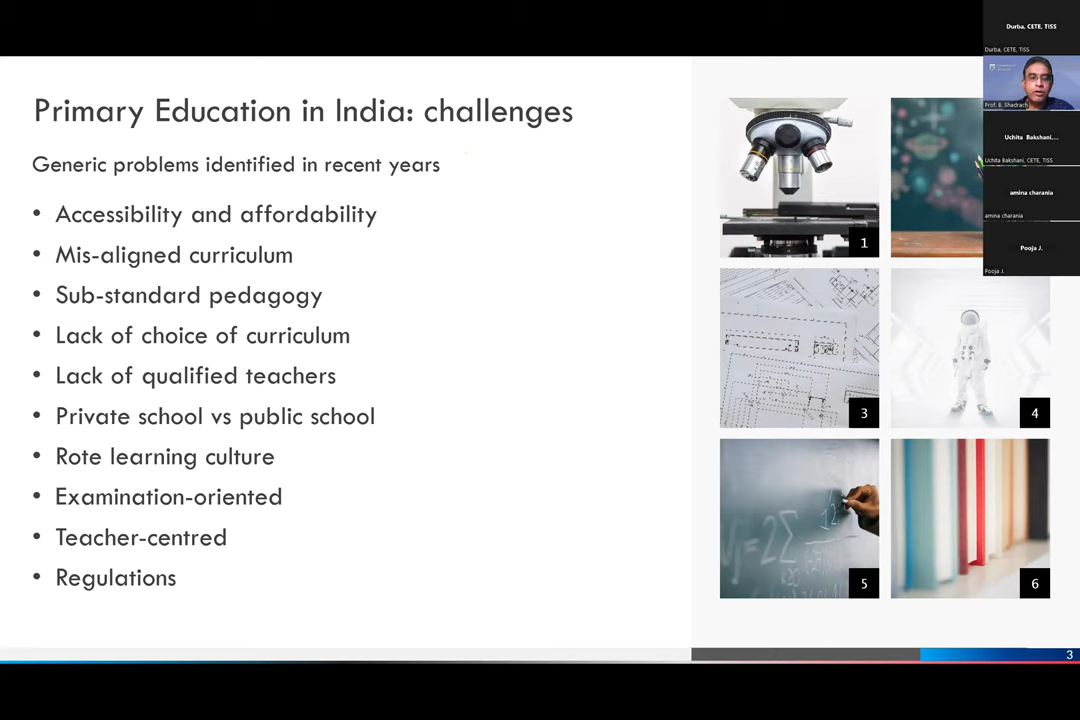 Primary Education in India: challenges
Generic problems identified in recent years
• Accessibility and affordability
• Mis-aligned curriculum
• Sub-standard pedagogy
• Lack of choice of curriculum
• Lack of qualified teachers
• Private school vs public school
• Rote learning culture
• Examination-oriented
• Teacher-centred
• Regulations
1
3
4
5
6
3
Durba, CETE, TISS
Durba, CETE, TISS
Prof. B. Shadrach
Uchita Bakshani,...
Uchita Bakshani, CETE, TISS
amina charania
amina charania
Pooja J.
Pooja J.